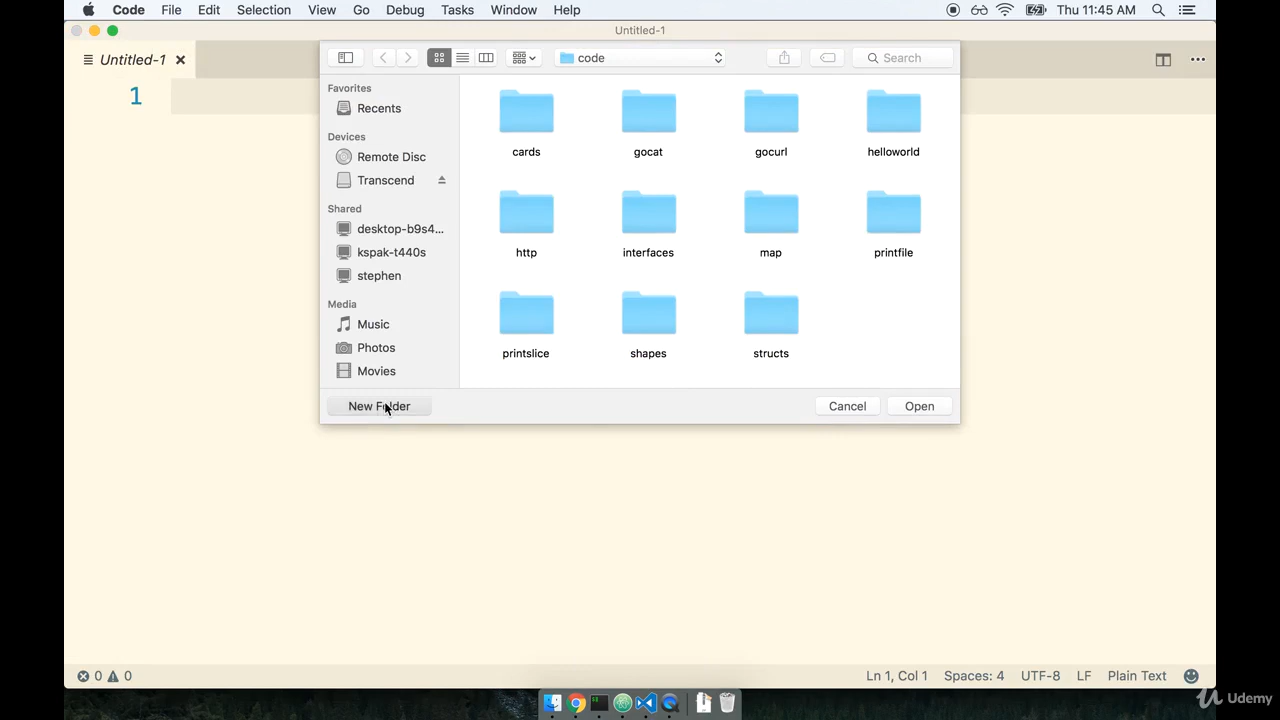 Code File Edit Selection View Go Debug Tasks Window Help Thu 11:45 AM
Untitled-1
Untitled-1
code
Search
1
Favorites
Recents
Devices
Remote Disc
Transcend
Shared
desktop-b9s4...
kspak-t440s
stephen
Media
Music
Photos
Movies
cards gocat gocurl helloworld
http interfaces map printfile
printslice shapes structs
New Folder Cancel Open
0 0 Ln 1, Col 1 Spaces: 4 UTF-8 LF Plain Text
Udemy